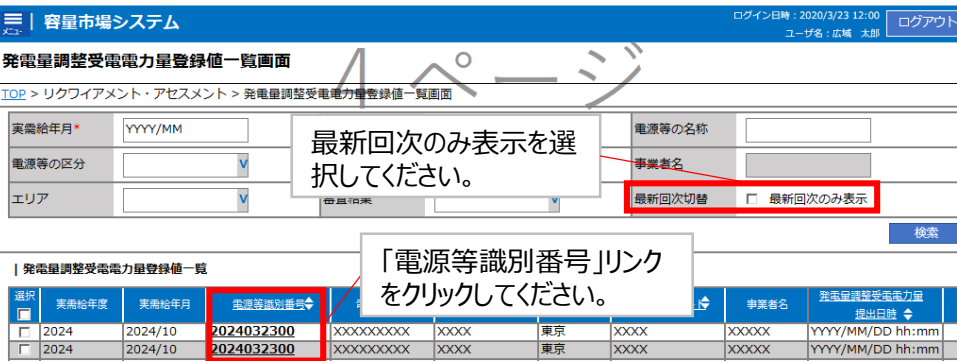 メニュー
容量市場システム
ログイン日時：2020/3/23 12:00
ユーザ名：広域 太郎
ログアウト
発電量調整受電電力量登録値一覧画面
4ページ
TOP > リクワイアメント・アセスメント > 発電量調整受電電力量登録値一覧画面
実需給年月* YYYY/MM 電源等の名称
電源等の区分 V 事業者名
エリア V 審査結果 V 最新回次切替 □ 最新回次のみ表示
最新回次のみ表示を選
択してください。
検索
| 発電量調整受電電力量登録値一覧
「電源等識別番号」リンク
をクリックしてください。
選択 実需給年度 実需給年月 電源等識別番号 事業者名 発電量調整受電電力量
提出日時
2024 2024/10 2024032300 XXXXXXXXX XXXX 東京 XXXX XXXXX YYYY/MM/DD hh:mm
2024 2024/10 2024032300 XXXXXXXXX XXXX 東京 XXXX XXXXX YYYY/MM/DD hh:mm